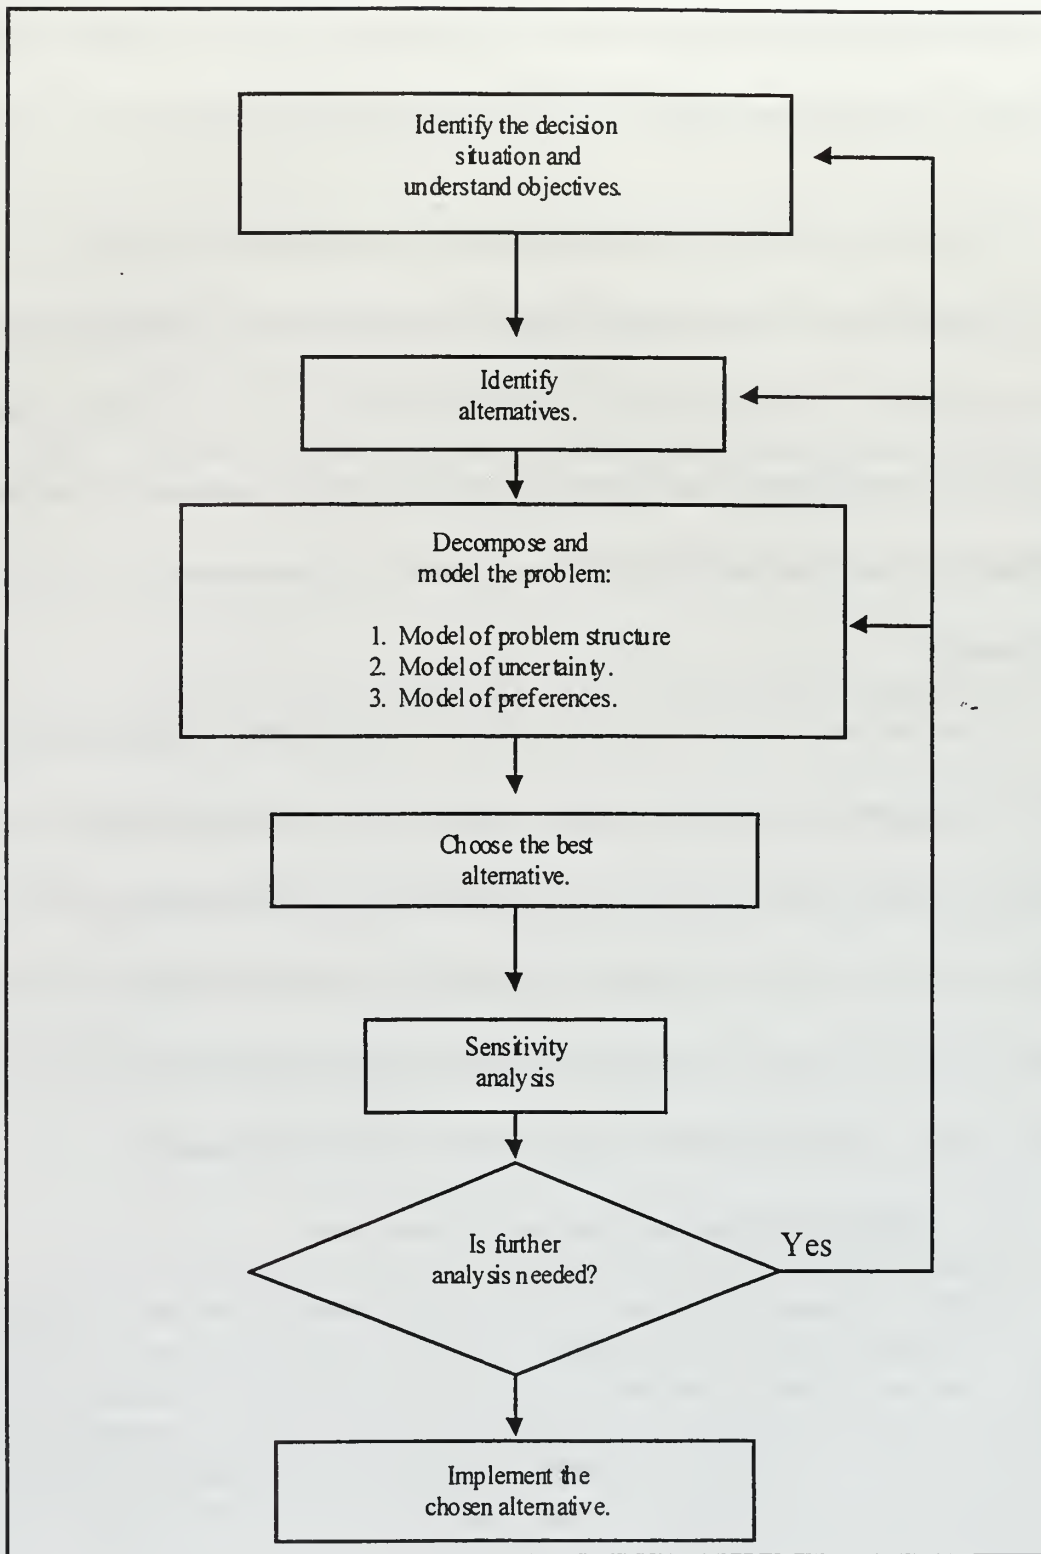 Identify the decision
situation and
understand objectives.
Identify
alternatives.
Decompose and
model the problem:
1. Model of problem structure
2. Model of uncertainty.
3. Model of preferences.
Choose the best
alternative.
Sensitivity
analysis
Is further
analysis needed?
Yes
Implement the
chosen alternative.